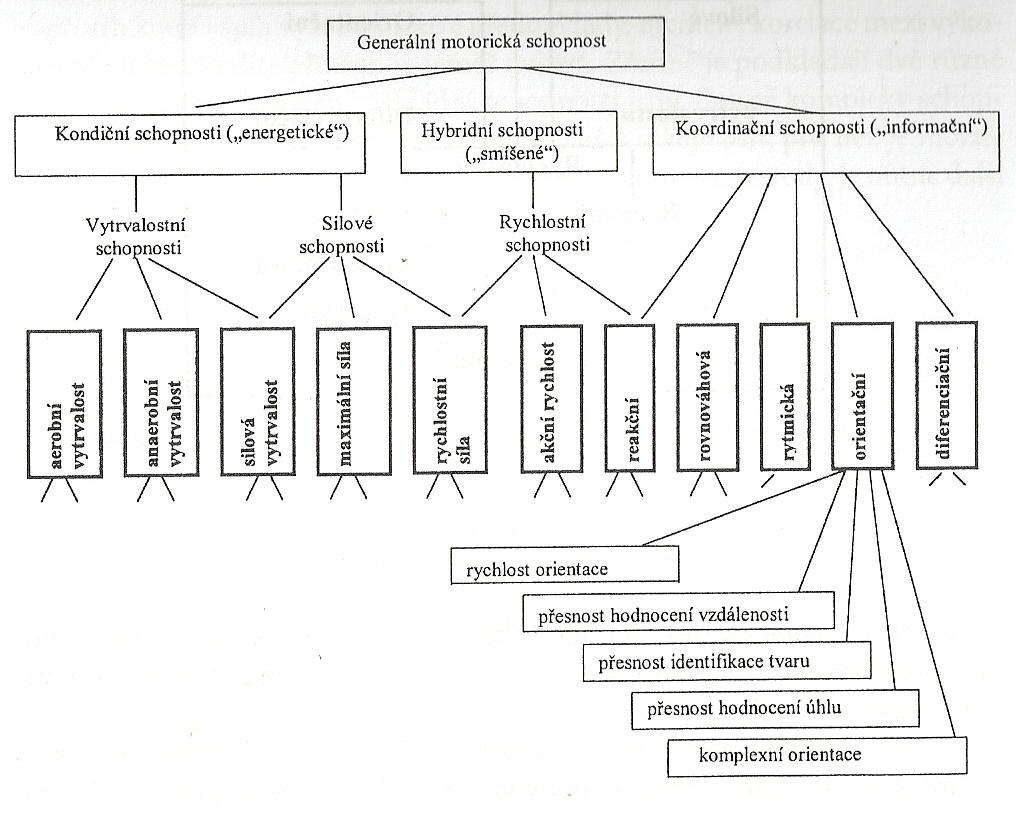 Generální motorická schopnost
Kondiční schopnosti („energetické“)
Hybridní schopnosti
(„smíšené“)
Koordinační schopnosti („informační“)
Vytrvalostní
schopnosti
Silové
schopnosti
Rychlostní
schopnosti
aerobní
vytrvalost
anaerobní
vytrvalost
silová
vytrvalost
maximální síla
rychlostní
síla
akční rychlost
reakční
rovnováhová
rytmická
orientační
diferenciační
rychlost orientace
přesnost hodnocení vzdálenosti
přesnost identifikace tvaru
přesnost hodnocení úhlu
komplexní orientace